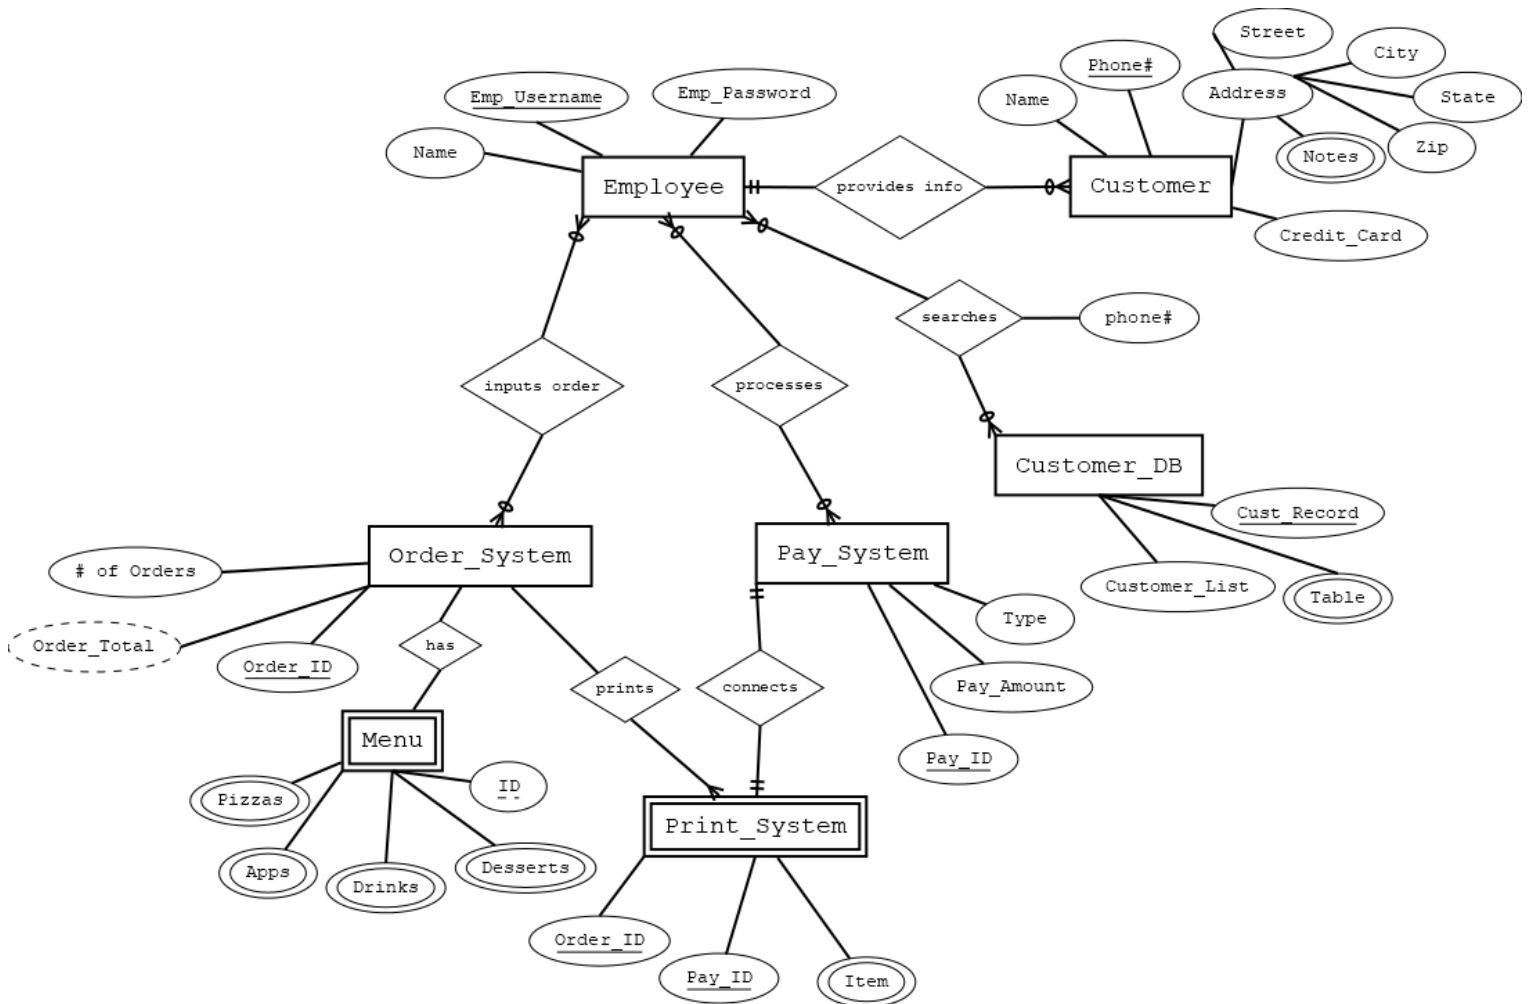 Street
City
Phone#
Emp_Username
Emp_Password
Name
Address
State
Name
Zip
Notes
Employee
provides info
Customer
Credit_Card
searches
phone#
inputs order
processes
Customer_DB
Cust_Record
Order_System
Pay_System
# of Orders
Customer_List
Table
Type
Order_Total
has
Order_ID
prints
connects
Pay_Amount
Menu
Pay_ID
ID
Pizzas
Print_System
Apps
Drinks
Desserts
Order_ID
Pay_ID
Item